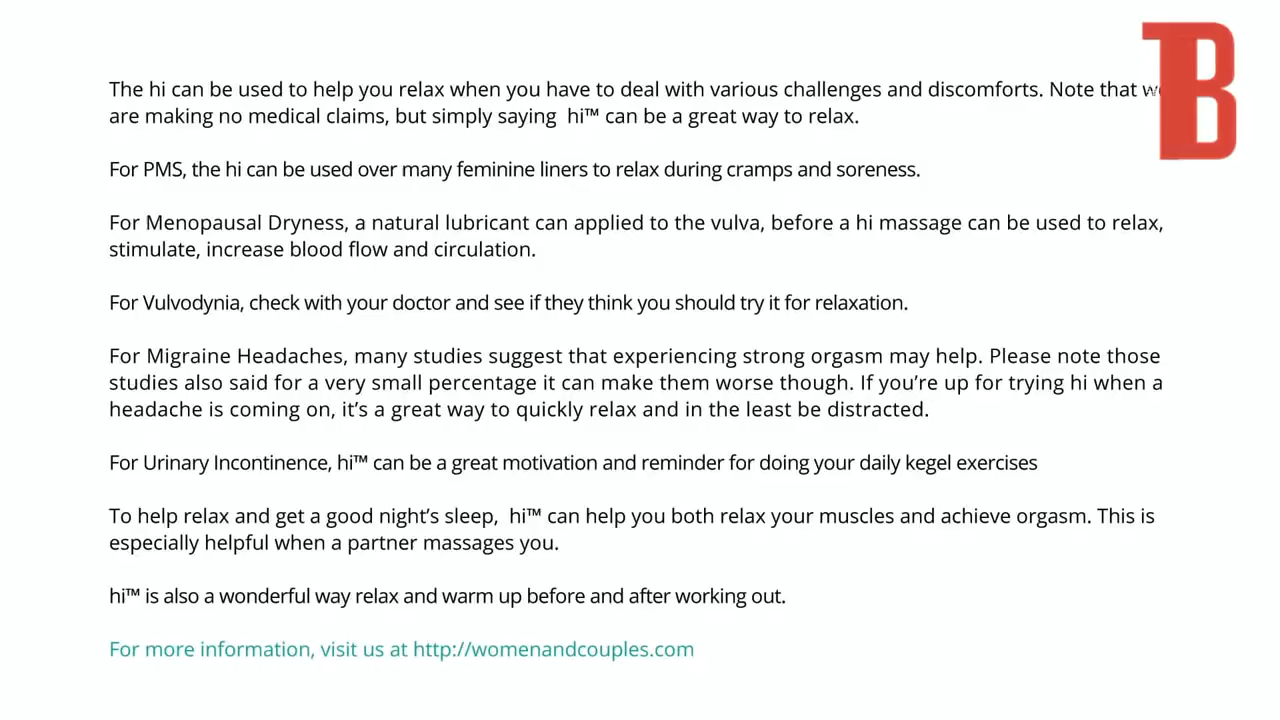 The hi can be used to help you relax when you have to deal with various challenges and discomforts. Note that we
are making no medical claims, but simply saying  hi™ can be a great way to relax.
For PMS, the hi can be used over many feminine liners to relax during cramps and soreness.
For Menopausal Dryness, a natural lubricant can applied to the vulva, before a hi massage can be used to relax,
stimulate, increase blood flow and circulation.
For Vulvodynia, check with your doctor and see if they think you should try it for relaxation.
For Migraine Headaches, many studies suggest that experiencing strong orgasm may help. Please note those
studies also said for a very small percentage it can make them worse though. If you’re up for trying hi when a
headache is coming on, it’s a great way to quickly relax and in the least be distracted.
For Urinary Incontinence, hi™ can be a great motivation and reminder for doing your daily kegel exercises
To help relax and get a good night’s sleep,  hi™ can help you both relax your muscles and achieve orgasm. This is
especially helpful when a partner massages you.
hi™ is also a wonderful way relax and warm up before and after working out.
For more information, visit us at http://womenandcouples.com
TB